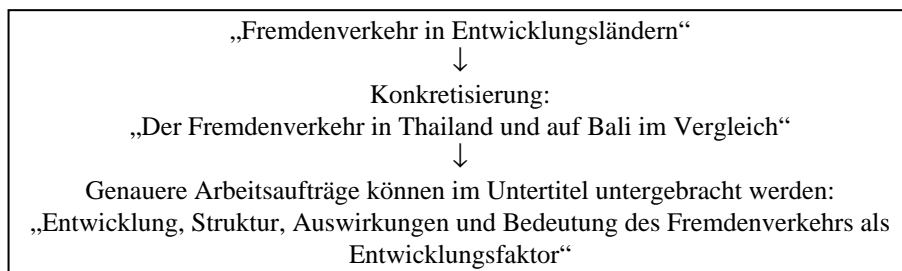 „Fremdenverkehr in Entwicklungsländern“
↓
Konkretisierung:
„Der Fremdenverkehr in Thailand und auf Bali im Vergleich“
↓
Genauere Arbeitsaufträge können im Untertitel untergebracht werden:
„Entwicklung, Struktur, Auswirkungen und Bedeutung des Fremdenverkehrs als
Entwicklungsfaktor“